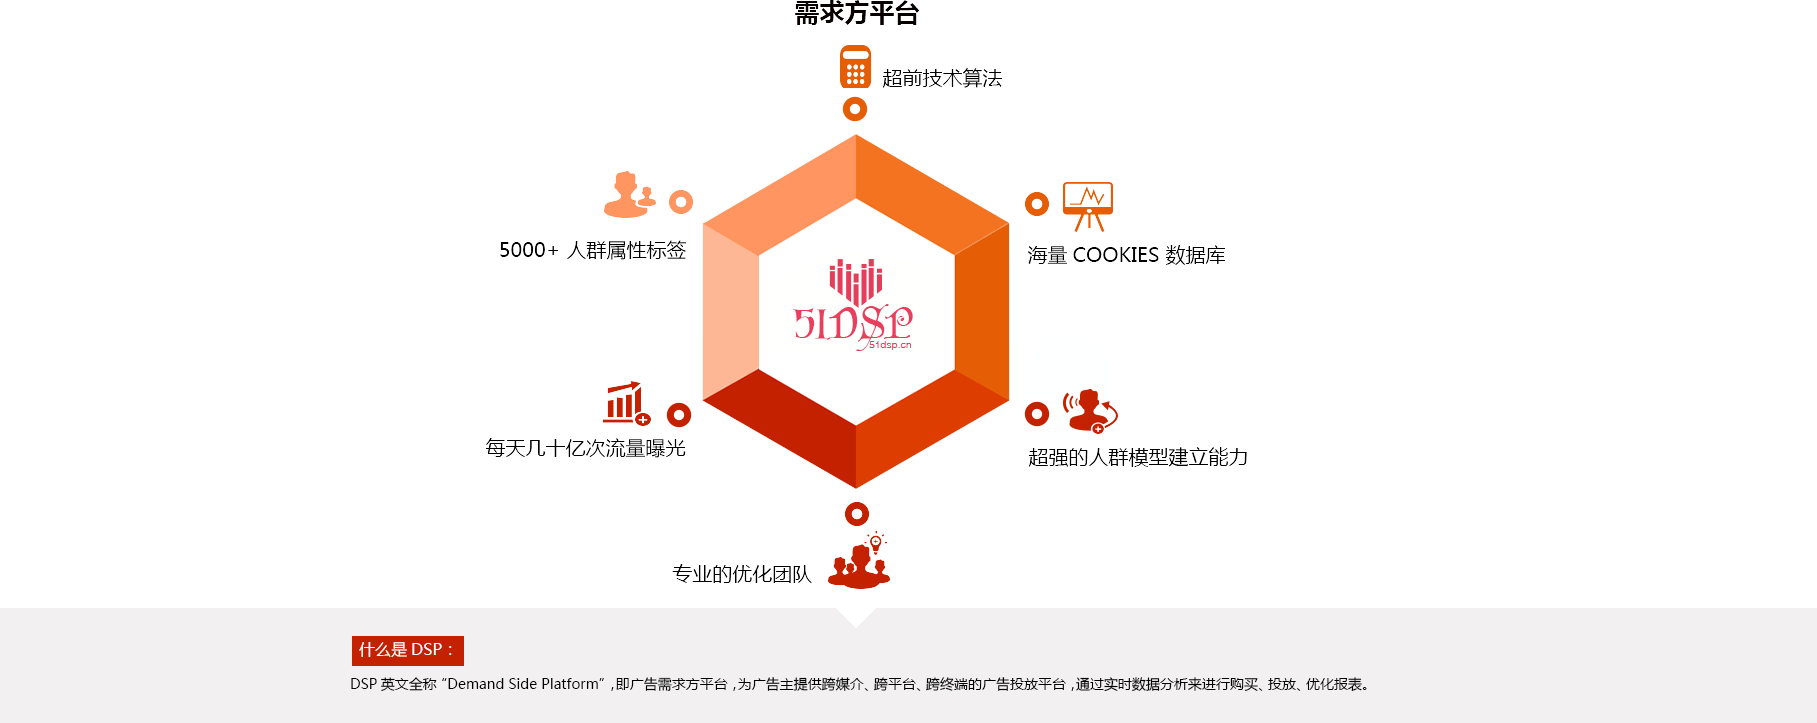 需求方平台
超前技术算法
5000+ 人群属性标签
海量 COOKIES 数据库
51DSP
51dsp.cn
每天几十亿次流量曝光
超强的人群模型建立能力
专业的优化团队
什么是 DSP：
DSP 英文全称 “Demand Side Platform” ,即广告需求方平台 ,为广告主提供跨媒介、跨平台、跨终端的广告投放平台 ,通过实时数据分析来进行购买、投放、优化报表。